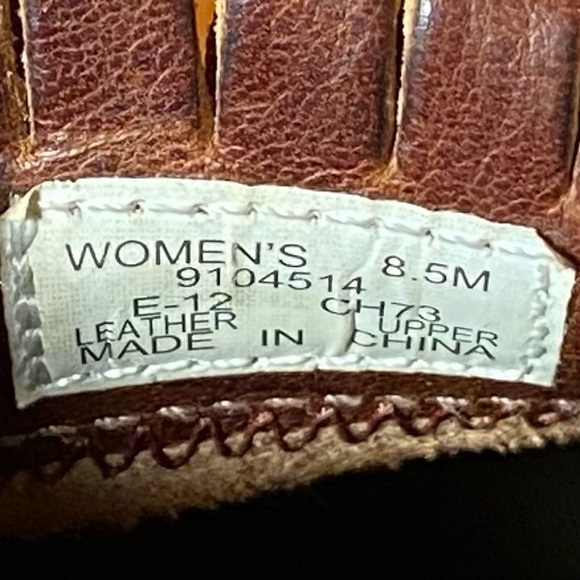 WOMEN'S 8.5M
9104514
E-12 CH73
LEATHER UPPER
MADE IN CHINA